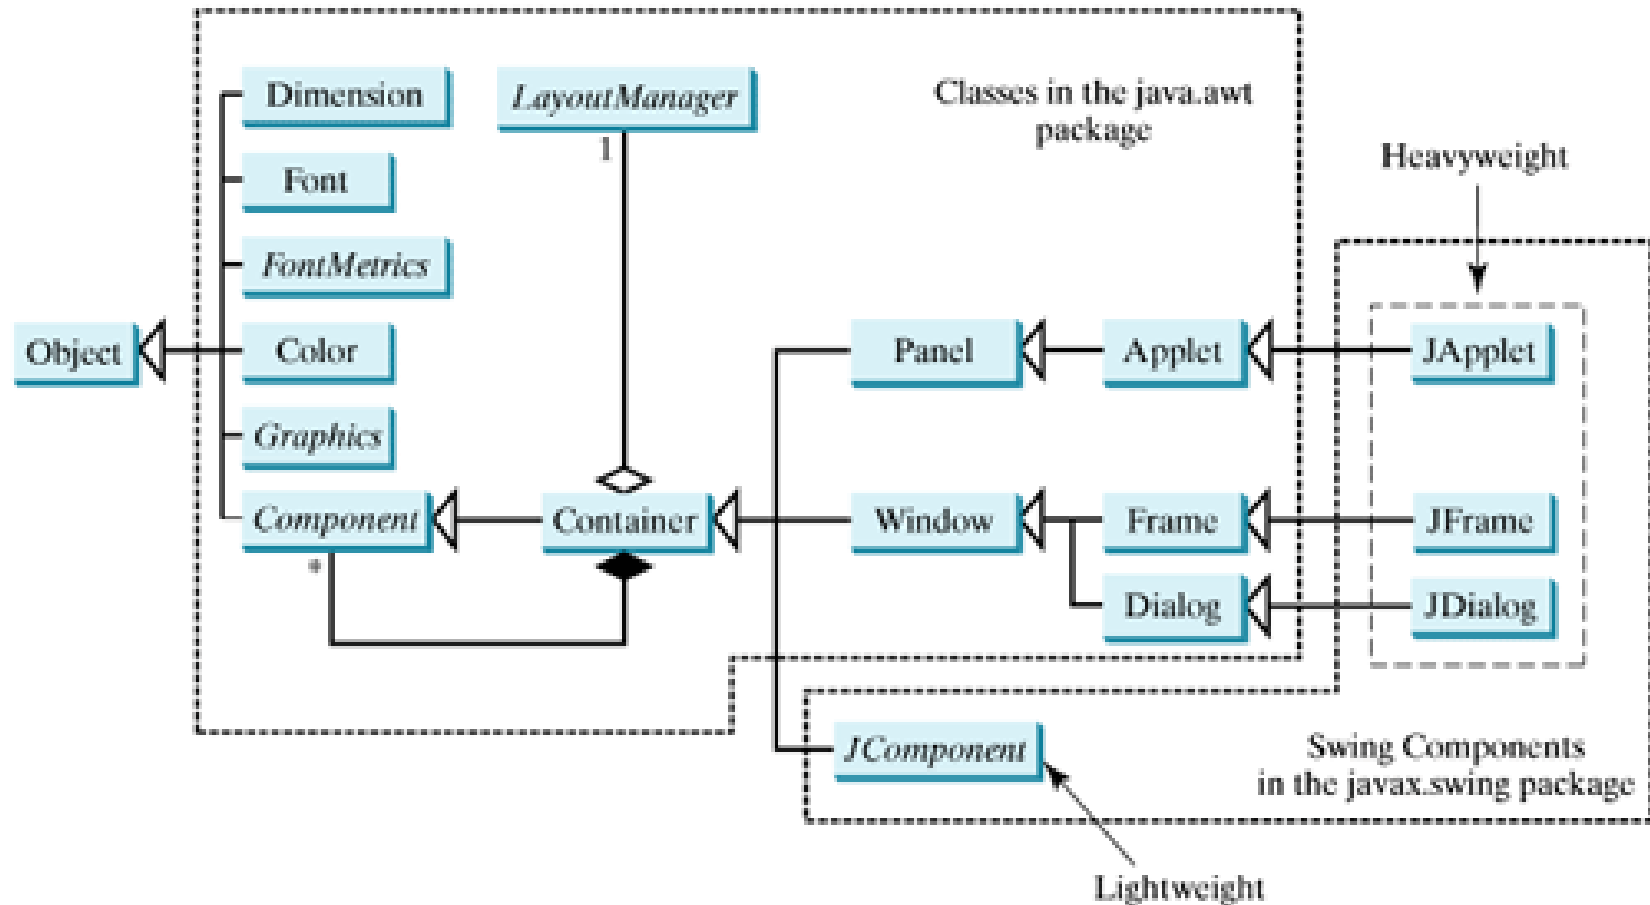 Dimension
LayoutManager
Classes in the java.awt
package
1
Font
Heavyweight
FontMetrics
Object
Color
Panel
Applet
JApplet
Graphics
Component
Container
Window
Frame
JFrame
*
Dialog
JDialog
JComponent
Swing Components
in the javax.swing package
Lightweight